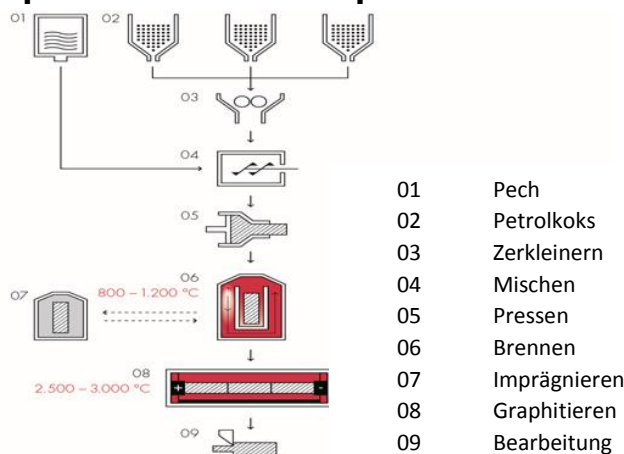 01
02
03
04
05
06
800 – 1.200 °C
07
08
2.500 – 3.000 °C
+ -
09
01 Pech
02 Petrolkoks
03 Zerkleinern
04 Mischen
05 Pressen
06 Brennen
07 Imprägnieren
08 Graphitieren
09 Bearbeitung